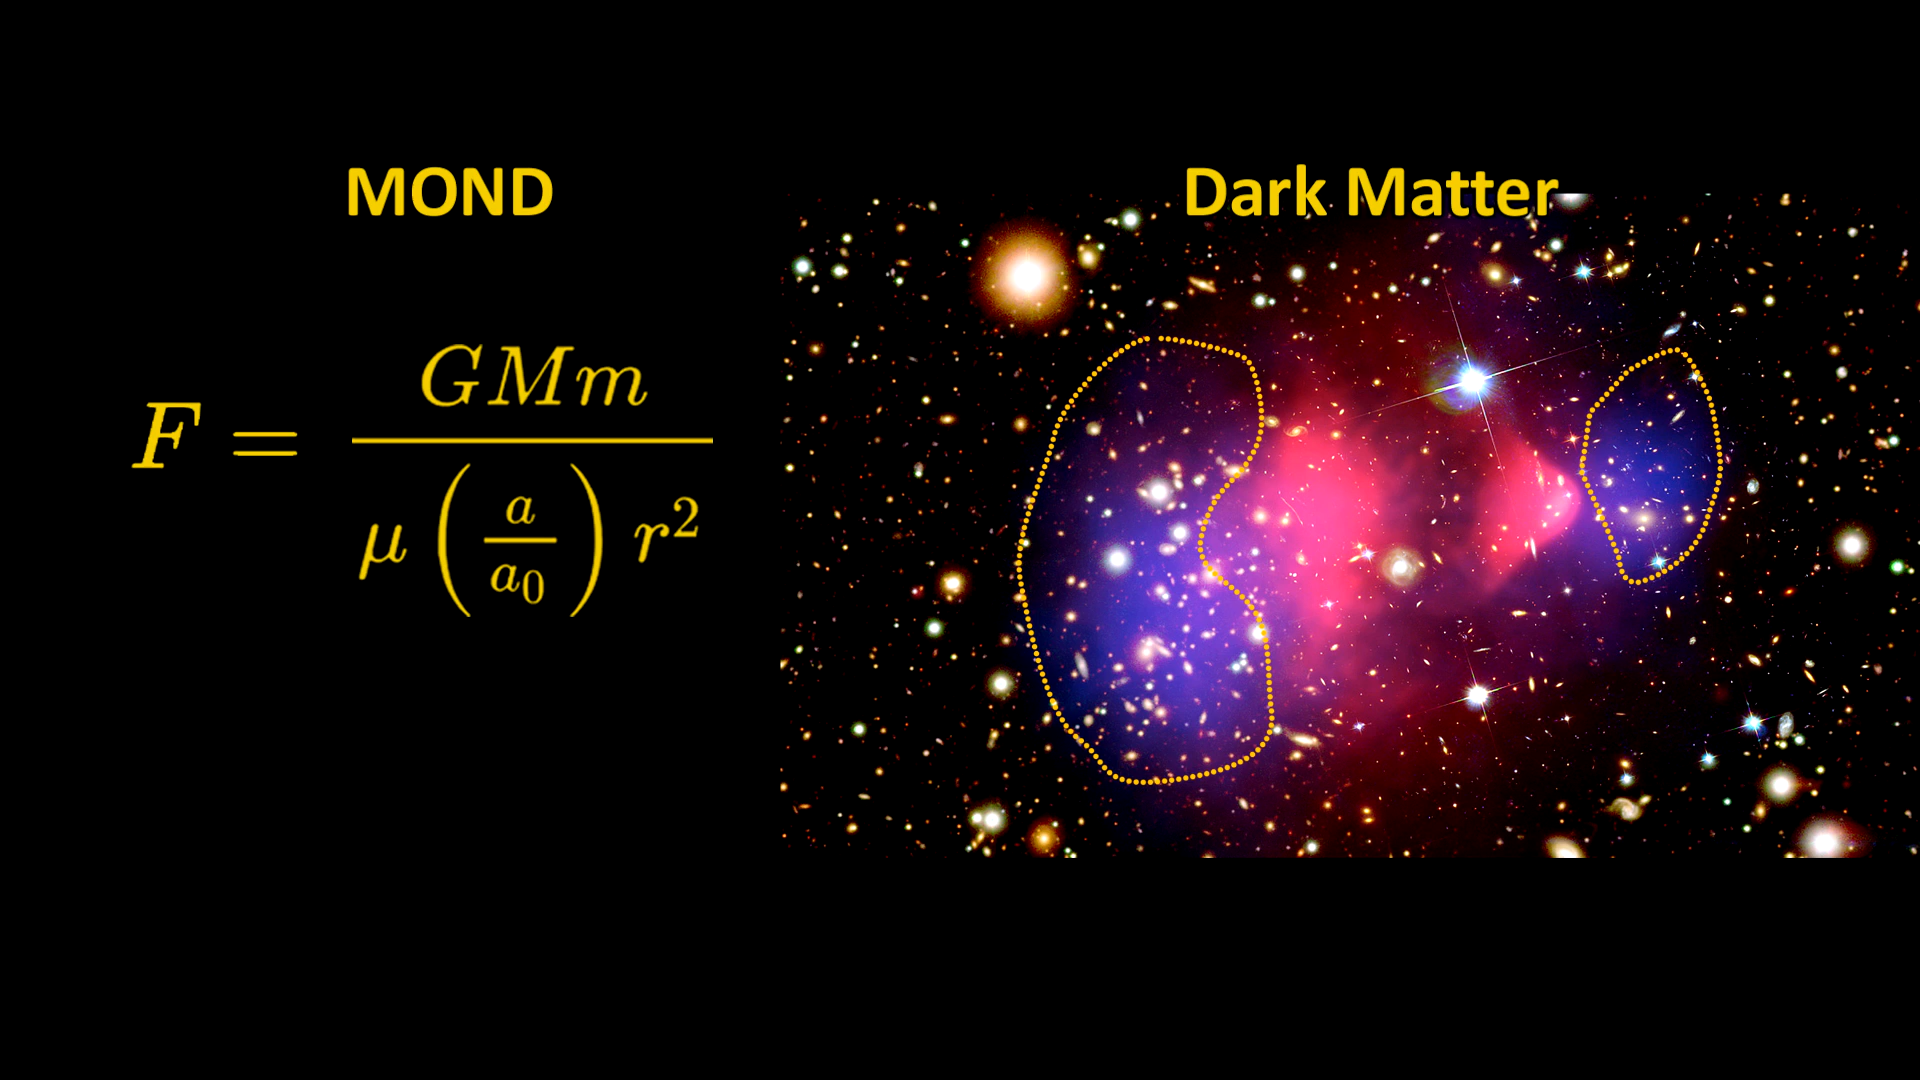 MOND
Dark Matter
F = GMm / μ(a/a₀) r²